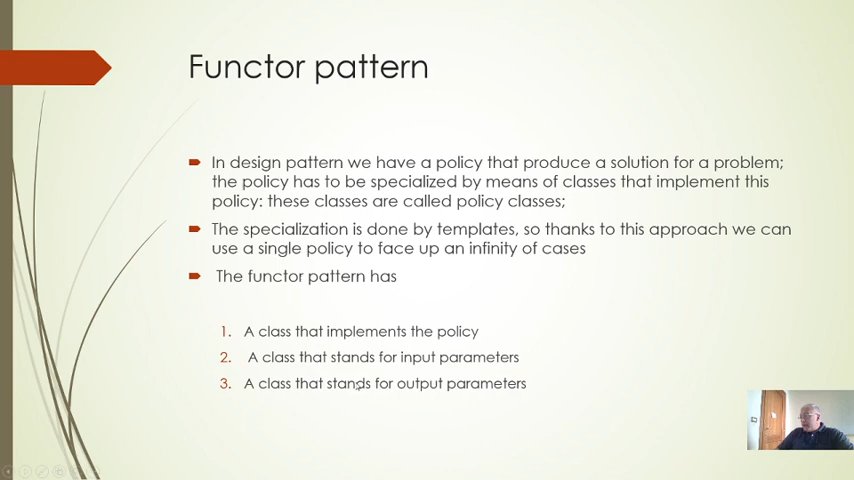 Functor pattern
In design pattern we have a policy that produce a solution for a problem;
the policy has to be specialized by means of classes that implement this
policy: these classes are called policy classes;
The specialization is done by templates, so thanks to this approach we can
use a single policy to face up an infinity of cases
The functor pattern has
1. A class that implements the policy
2. A class that stands for input parameters
3. A class that stands for output parameters